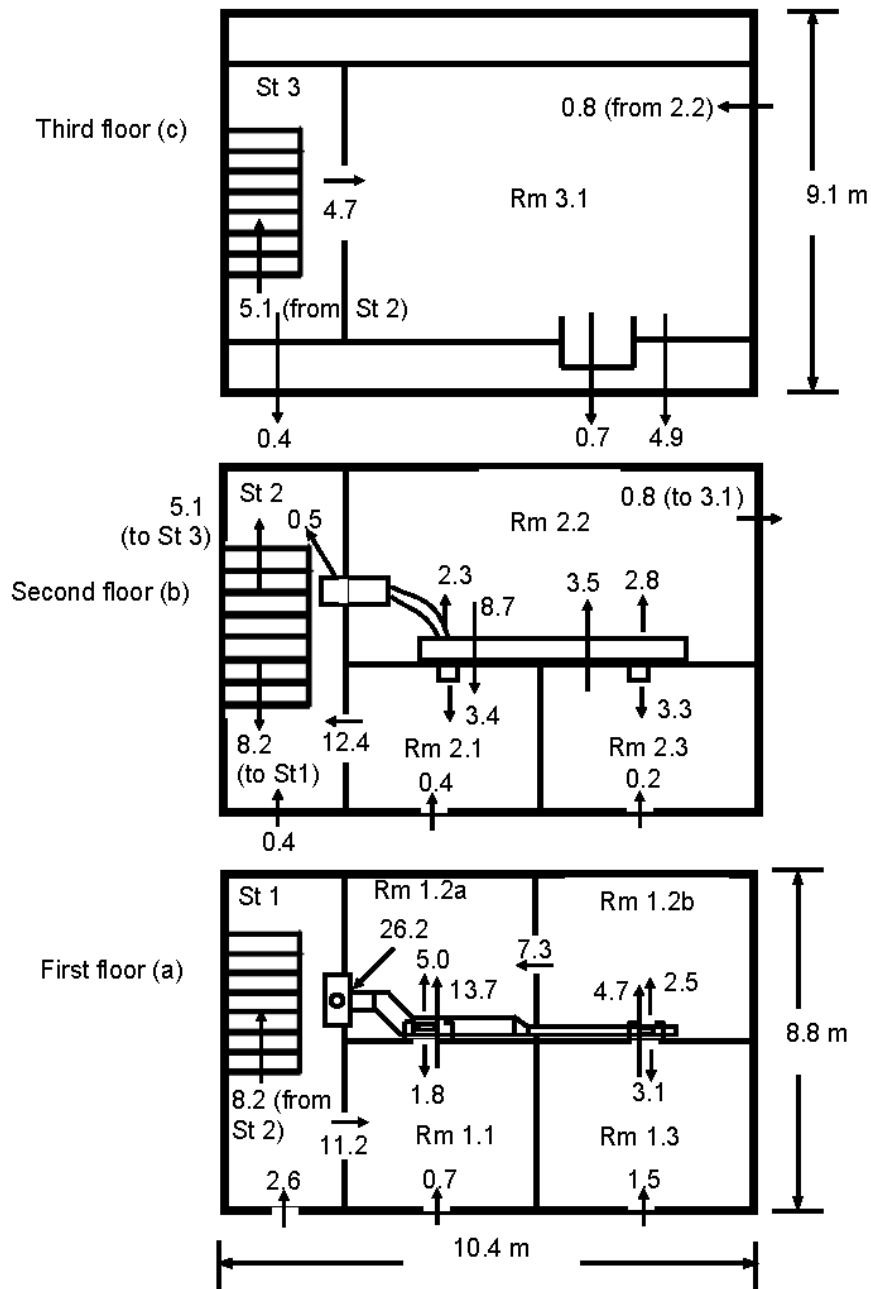 St 3
0.8 (from 2.2)
Third floor (c)
Rm 3.1
4.7
9.1 m
5.1 (from St 2)
0.4
0.7
4.9
5.1
(to St 3)
St 2
0.5
Rm 2.2
0.8 (to 3.1)
Second floor (b)
2.3
8.7
3.5
2.8
3.4
3.3
8.2
(to St1)
12.4
Rm 2.1
Rm 2.3
0.4
0.2
0.4
St 1
Rm 1.2a
Rm 1.2b
26.2
First floor (a)
5.0
7.3
13.7
4.7
2.5
8.8 m
8.2 (from
St 2)
1.8
3.1
11.2
Rm 1.1
Rm 1.3
2.6
0.7
1.5
10.4 m